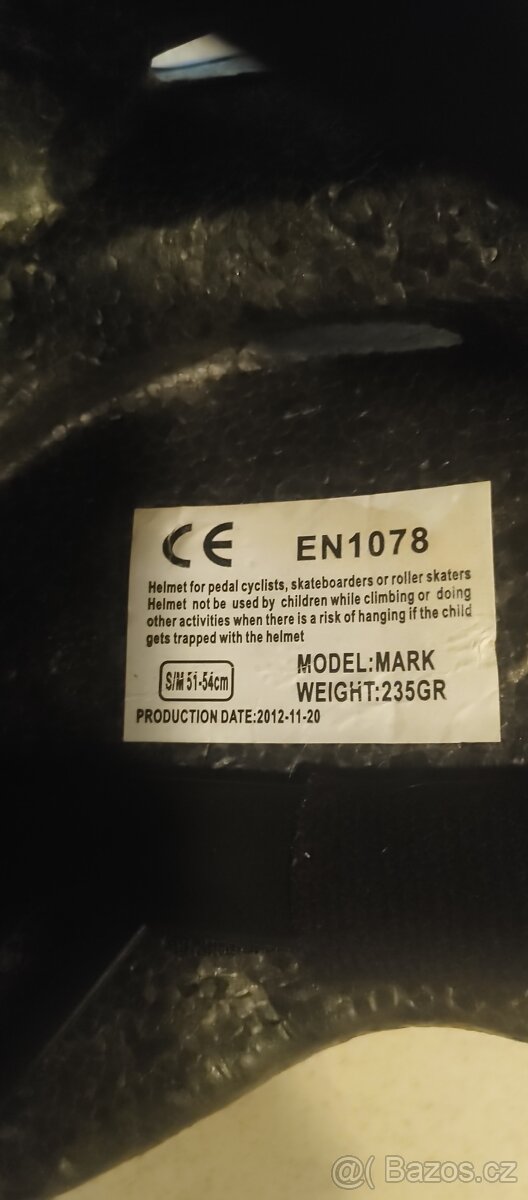 CE EN1078
Helmet for pedal cyclists, skateboarders or roller skaters
Helmet not be used by children while climbing or doing
other activities when there is a risk of hanging if the child
gets trapped with the helmet
S/M 51-54cm
MODEL:MARK
WEIGHT:235GR
PRODUCTION DATE:2012-11-20
@( Bazos.cz